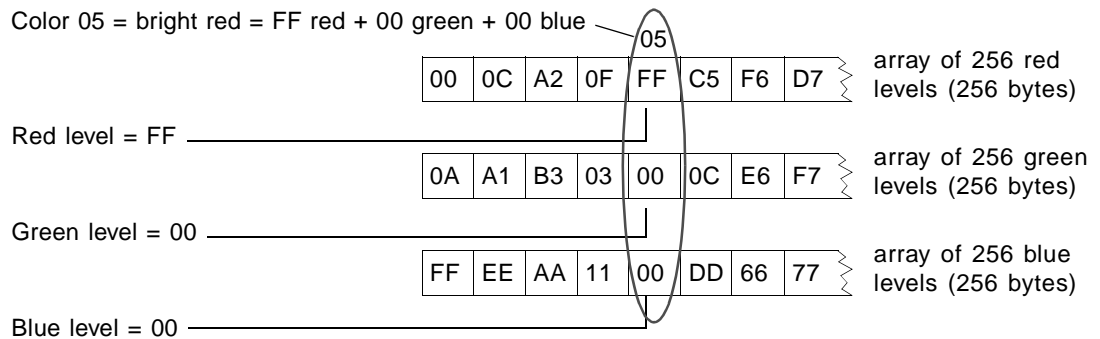 Color 05 = bright red = FF red + 00 green + 00 blue
05
00 0C A2 0F FF C5 F6 D7
array of 256 red
levels (256 bytes)
Red level = FF
0A A1 B3 03 00 0C E6 F7
array of 256 green
levels (256 bytes)
Green level = 00
FF EE AA 11 00 DD 66 77
array of 256 blue
levels (256 bytes)
Blue level = 00